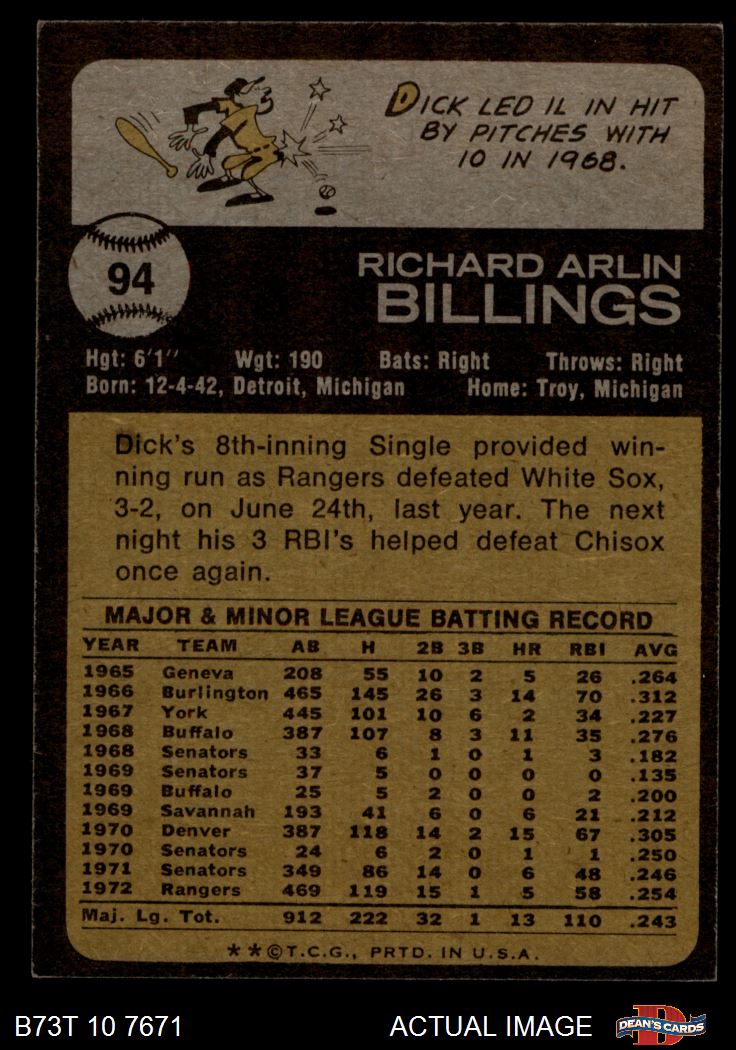 DICK LED IL IN HIT
BY PITCHES WITH
10 IN 1968.
94
RICHARD ARLIN
BILLINGS
Hgt: 6'1" Wgt: 190 Bats: Right Throws: Right
Born: 12-4-42, Detroit, Michigan Home: Troy, Michigan
Dick's 8th-inning Single provided win-
ning run as Rangers defeated White Sox,
3-2, on June 24th, last year. The next
night his 3 RBI's helped defeat Chisox
once again.
MAJOR & MINOR LEAGUE BATTING RECORD
YEAR TEAM AB H 2B 3B HR RBI AVG
1965 Geneva 208 55 10 2 5 26 .264
1966 Burlington 465 145 26 3 14 70 .312
1967 York 445 101 10 6 2 34 .227
1968 Buffalo 387 107 8 3 11 35 .276
1968 Senators 33 6 1 0 1 3 .182
1969 Senators 37 5 0 0 0 0 .135
1969 Buffalo 25 5 2 0 0 2 .200
1969 Savannah 193 41 6 0 6 21 .212
1970 Denver 387 118 14 2 15 67 .305
1970 Senators 24 6 2 0 1 1 .250
1971 Senators 349 86 14 0 6 48 .246
1972 Rangers 469 119 15 1 5 58 .254
Maj. Lg. Tot. 912 222 32 1 13 110 .243
**©T.C.G., PRTD. IN U.S.A.
B73T 10 7671 ACTUAL IMAGE DEAN'S CARDS